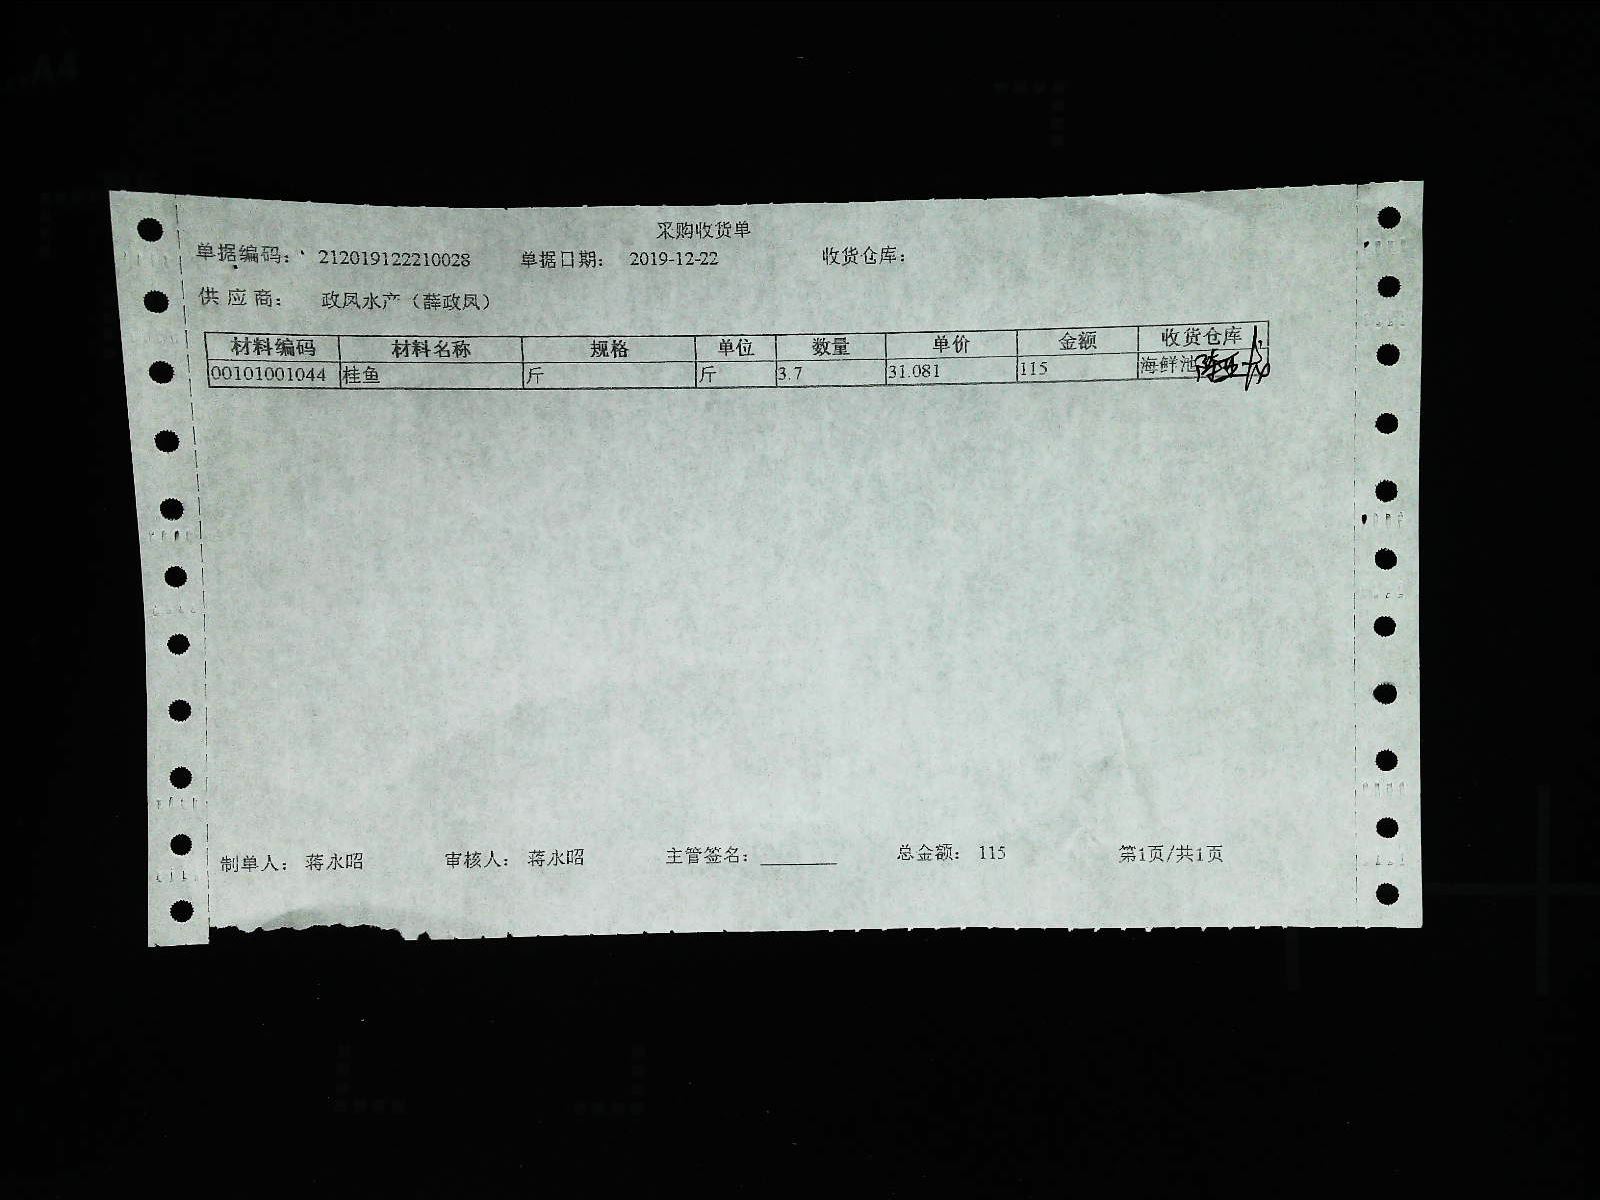 采购收货单
单据编码： 212019122210028 单据日期： 2019-12-22 收货仓库：
供应商： 政凤水产（薛政凤）
材料编码 材料名称 规格 单位 数量 单价 金额 收货仓库
00101001044 桂鱼 斤 斤 3.7 31.081 115 海鲜池
制单人： 蒋永昭 审核人： 蒋永昭 主管签名：________ 总金额： 115 第1页/共1页